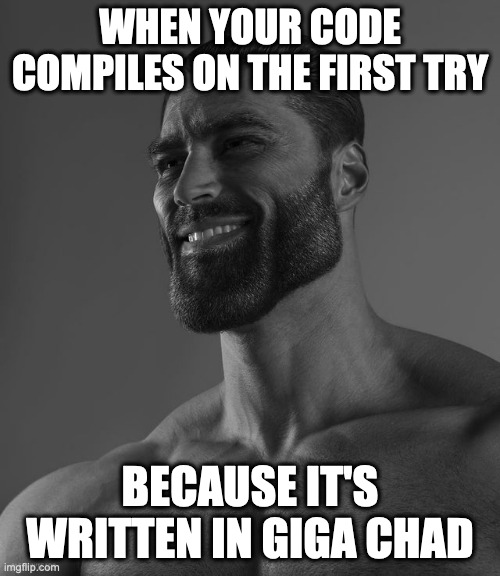 WHEN YOUR CODE
COMPILES ON THE FIRST TRY
BECAUSE IT'S
WRITTEN IN GIGA CHAD
imgflip.com